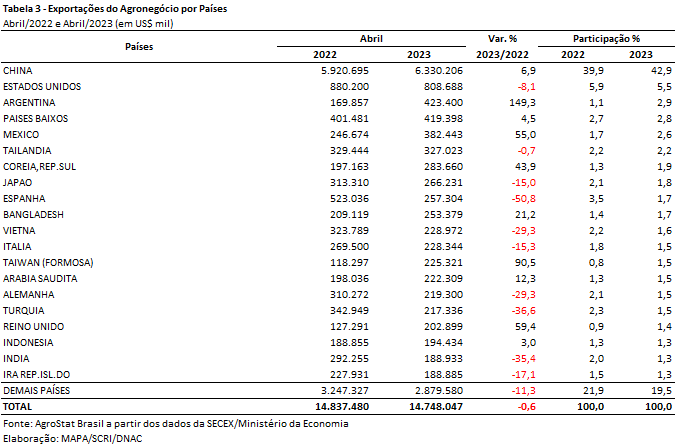 Tabela 3 - Exportações do Agronegócio por Países
Abril/2022 e Abril/2023 (em US$ mil)
Países Abril Var. % Participação %
2022 2023 2023/2022 2022 2023
CHINA 5.920.695 6.330.206 6,9 39,9 42,9
ESTADOS UNIDOS 880.200 808.688 -8,1 5,9 5,5
ARGENTINA 169.857 423.400 149,3 1,1 2,9
PAISES BAIXOS 401.481 419.398 4,5 2,7 2,8
MEXICO 246.674 382.443 55,0 1,7 2,6
TAILANDIA 329.444 327.023 -0,7 2,2 2,2
COREIA,REP.SUL 197.163 283.660 43,9 1,3 1,9
JAPAO 313.310 266.231 -15,0 2,1 1,8
ESPANHA 523.036 257.304 -50,8 3,5 1,7
BANGLADESH 209.119 253.379 21,2 1,4 1,7
VIETNA 323.789 228.972 -29,3 2,2 1,6
ITALIA 269.500 228.344 -15,3 1,8 1,5
TAIWAN (FORMOSA) 118.297 225.321 90,5 0,8 1,5
ARABIA SAUDITA 198.036 222.309 12,3 1,3 1,5
ALEMANHA 310.272 219.300 -29,3 2,1 1,5
TURQUIA 342.949 217.336 -36,6 2,3 1,5
REINO UNIDO 127.291 202.899 59,4 0,9 1,4
INDONESIA 188.855 194.434 3,0 1,3 1,3
INDIA 292.255 188.933 -35,4 2,0 1,3
IRA REP.ISL.DO 227.931 188.885 -17,1 1,5 1,3
DEMAIS PAÍSES 3.247.327 2.879.580 -11,3 21,9 19,5
TOTAL 14.837.480 14.748.047 -0,6 100,0 100,0
Fonte: AgroStat Brasil a partir dos dados da SECEX/Ministério da Economia
Elaboração: MAPA/SCRI/DNAC